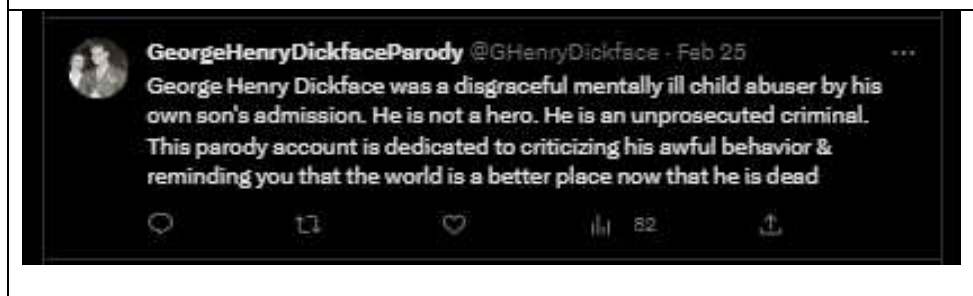 GeorgeHenryDickfaceParody @GHenryDickface · Feb 25
George Henry Dickface was a disgraceful mentally ill child abuser by his
own son's admission. He is not a hero. He is an unprosecuted criminal.
This parody account is dedicated to criticizing his awful behavior &
reminding you that the world is a better place now that he is dead
82